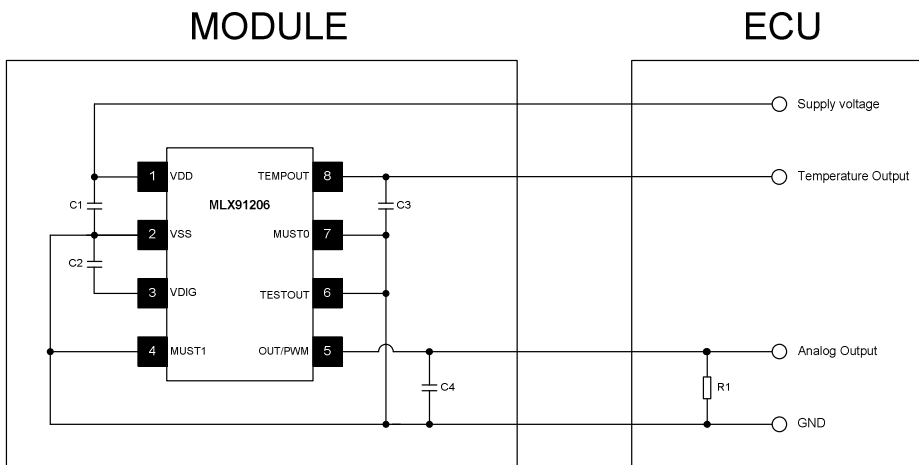 MODULE
ECU
Supply voltage
1 VDD TEMPOUT 8
Temperature Output
MLX91206
C1
C3
2 VSS MUST0 7
C2
3 VDIG TESTOUT 6
4 MUST1 OUT/PWM 5
Analog Output
C4
R1
GND